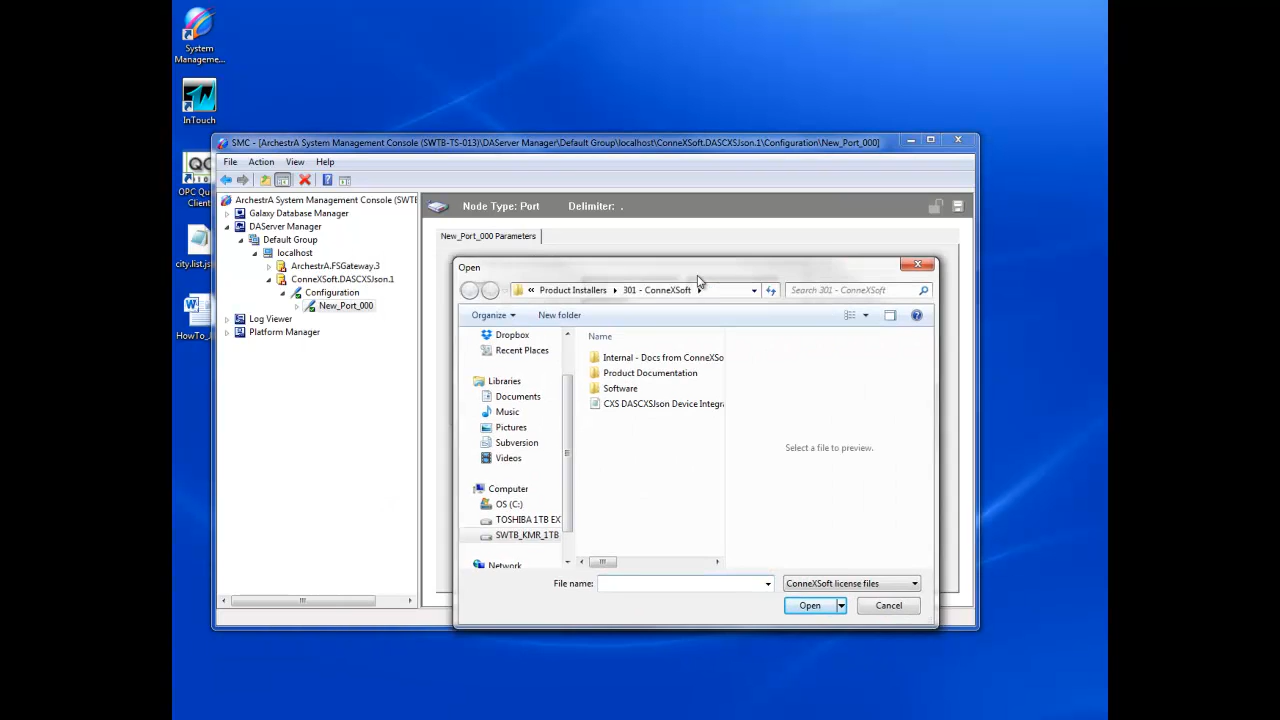 System
Manageme...
InTouch
OPC Qu
Client
city.list.js
HowTo_J
SMC - [ArchestrA System Management Console (SWTB-TS-013)\DAServer Manager\Default Group\localhost\ConneXSoft.DASCXSJson.1\Configuration\New_Port_000]
File Action View Help
ArchestrA System Management Console (SWTB
Galaxy Database Manager
DAServer Manager
Default Group
localhost
ArchestrA.FSGateway.3
ConneXSoft.DASCXSJson.1
Configuration
New_Port_000
Log Viewer
Platform Manager
Node Type: Port Delimiter: .
New_Port_000 Parameters
Open
« Product Installers 301 - ConneXSoft
Search 301 - ConneXSoft
Organize New folder
Dropbox
Recent Places
Libraries
Documents
Music
Pictures
Subversion
Videos
Computer
OS (C:)
TOSHIBA 1TB EX
SWTB_KMR_1TB
Network
Name
Internal - Docs from ConneXSo
Product Documentation
Software
CXS DASCXSJson Device Integra
Select a file to preview.
File name:
ConneXSoft license files
Open Cancel